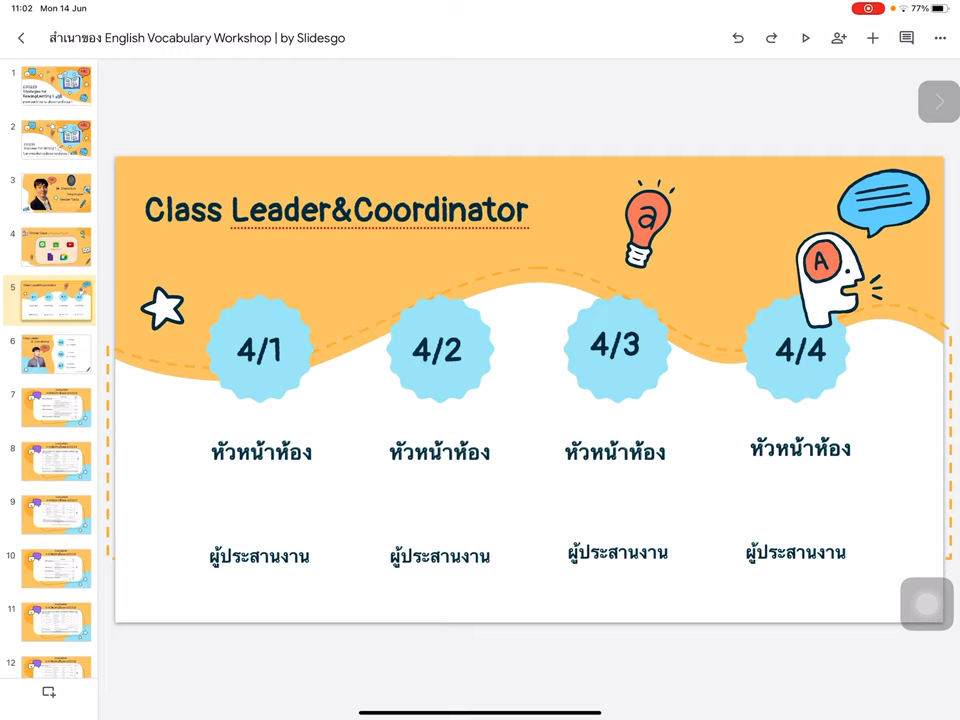 11:02 Mon 14 Jun
77%
สำเนาของ English Vocabulary Workshop | by Slidesgo
1
2
3
4
5
6
7
8
9
10
11
12
Class Leader&Coordinator
a
A
4/1
4/2
4/3
4/4
หัวหน้าห้อง
หัวหน้าห้อง
หัวหน้าห้อง
หัวหน้าห้อง
ผู้ประสานงาน
ผู้ประสานงาน
ผู้ประสานงาน
ผู้ประสานงาน